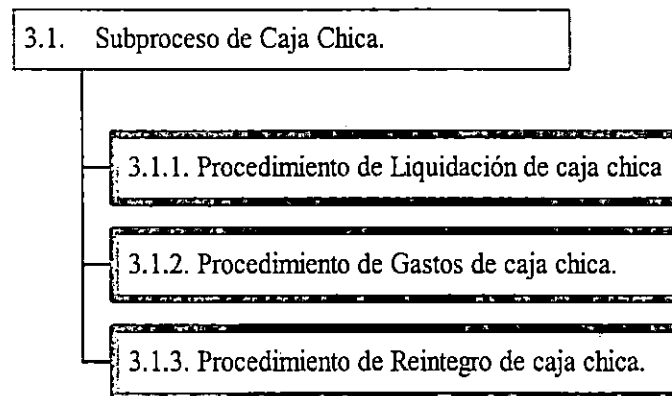 3.1. Subproceso de Caja Chica.
3.1.1. Procedimiento de Liquidación de caja chica
3.1.2. Procedimiento de Gastos de caja chica.
3.1.3. Procedimiento de Reintegro de caja chica.